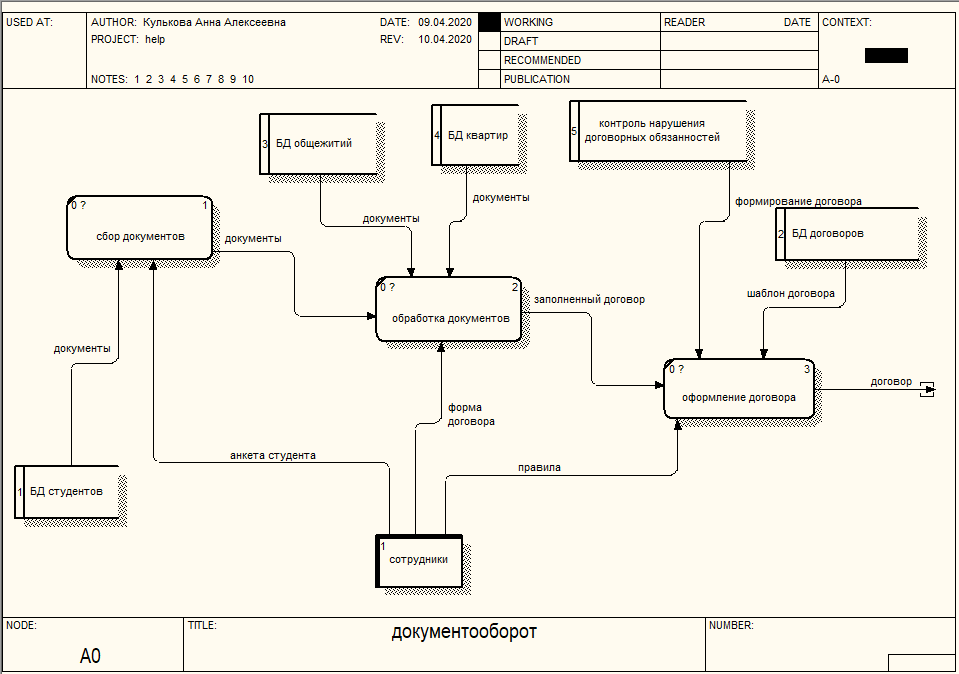 USED AT:
AUTHOR: Кулькова Анна Алексеевна
DATE: 09.04.2020
PROJECT: help
REV: 10.04.2020
NOTES: 1 2 3 4 5 6 7 8 9 10
WORKING
DRAFT
RECOMMENDED
PUBLICATION
READER DATE
CONTEXT:
A-0
3 БД общежитий
4 БД квартир
5 контроль нарушения
договорных обязанностей
документы
документы
формирование договора
0 ? 1
сбор документов
документы
2 БД договоров
0 ? 2
обработка документов
заполненный договор
шаблон договора
документы
0 ? 3
оформление договора
договор
форма
договора
анкета студента
правила
1 БД студентов
1
сотрудники
NODE:
A0
TITLE:
документооборот
NUMBER: